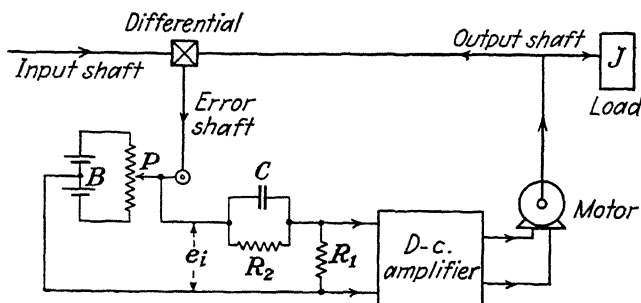 Differential
Input shaft
Output shaft
J
Load
Error
shaft
B
P
C
R₂
eᵢ
R₁
D-c.
amplifier
Motor